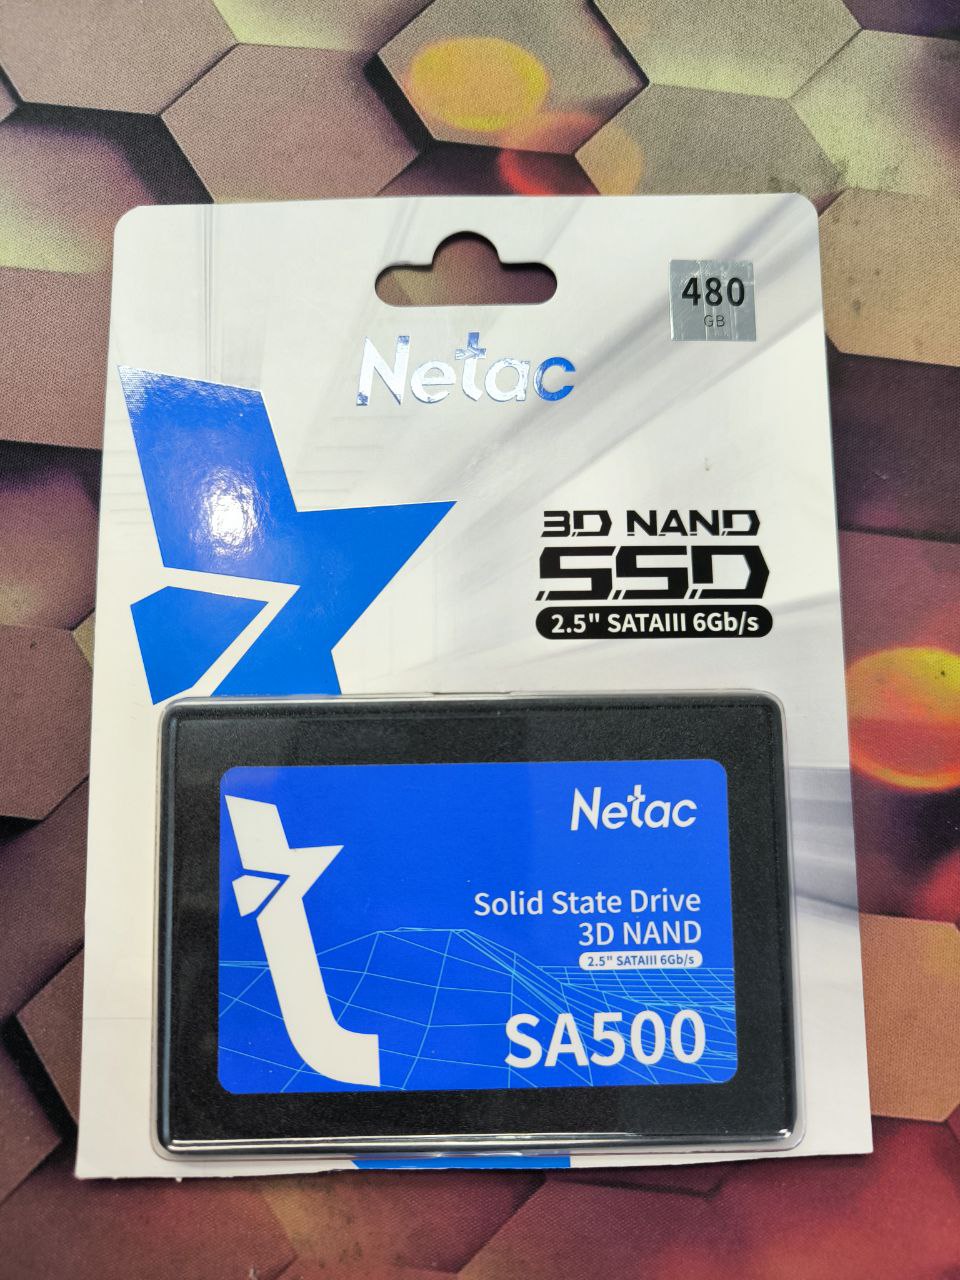 480
GB
Netac
3D NAND
SSD
2.5" SATAIII 6Gb/s
Netac
Solid State Drive
3D NAND
2.5" SATAIII 6Gb/s
SA500